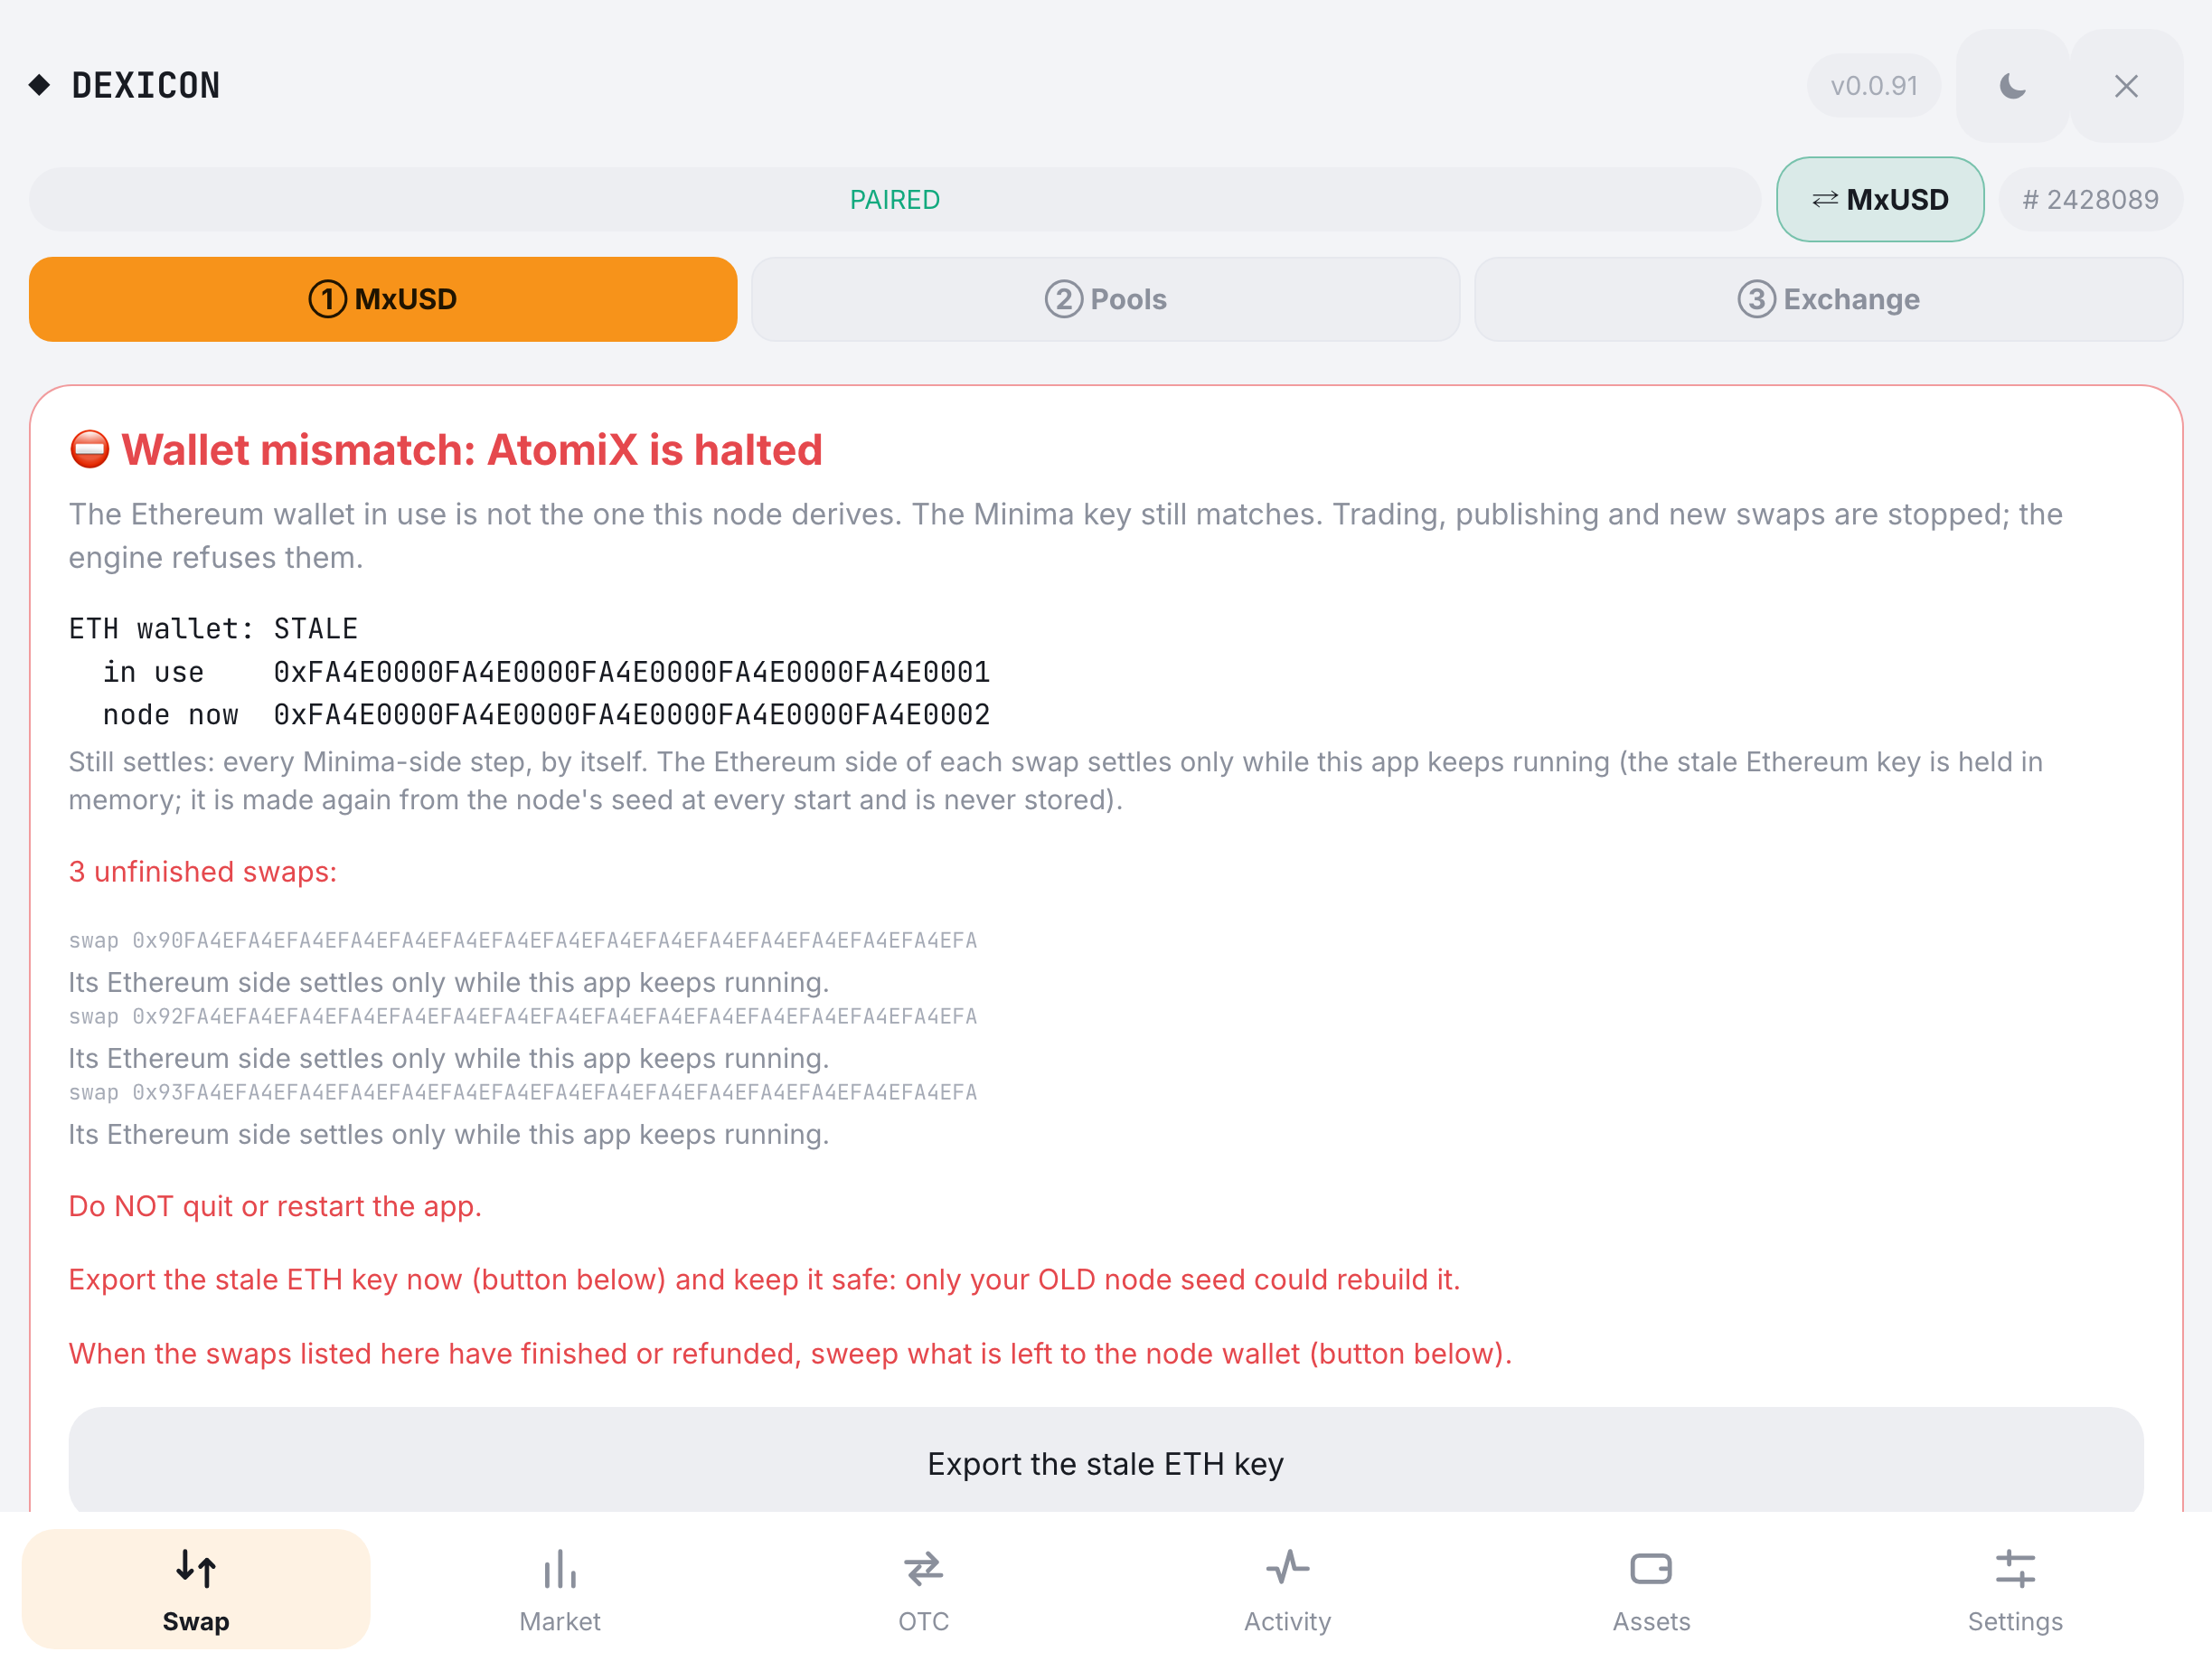 ◆ DEXICON
v0.0.91
PAIRED
⇄ MxUSD
# 2428089
① MxUSD
② Pools
③ Exchange
⛔ Wallet mismatch: AtomiX is halted
The Ethereum wallet in use is not the one this node derives. The Minima key still matches. Trading, publishing and new swaps are stopped; the
engine refuses them.
ETH wallet: STALE
in use 0xFA4E0000FA4E0000FA4E0000FA4E0000FA4E0001
node now 0xFA4E0000FA4E0000FA4E0000FA4E0000FA4E0002
Still settles: every Minima-side step, by itself. The Ethereum side of each swap settles only while this app keeps running (the stale Ethereum key is held in
memory; it is made again from the node's seed at every start and is never stored).
3 unfinished swaps:
swap 0x90FA4EFA4EFA4EFA4EFA4EFA4EFA4EFA4EFA4EFA4EFA4EFA4EFA4EFA4EFA4EFA4EFA
Its Ethereum side settles only while this app keeps running.
swap 0x92FA4EFA4EFA4EFA4EFA4EFA4EFA4EFA4EFA4EFA4EFA4EFA4EFA4EFA4EFA4EFA4EFA
Its Ethereum side settles only while this app keeps running.
swap 0x93FA4EFA4EFA4EFA4EFA4EFA4EFA4EFA4EFA4EFA4EFA4EFA4EFA4EFA4EFA4EFA4EFA
Its Ethereum side settles only while this app keeps running.
Do NOT quit or restart the app.
Export the stale ETH key now (button below) and keep it safe: only your OLD node seed could rebuild it.
When the swaps listed here have finished or refunded, sweep what is left to the node wallet (button below).
Export the stale ETH key
Swap
Market
OTC
Activity
Assets
Settings